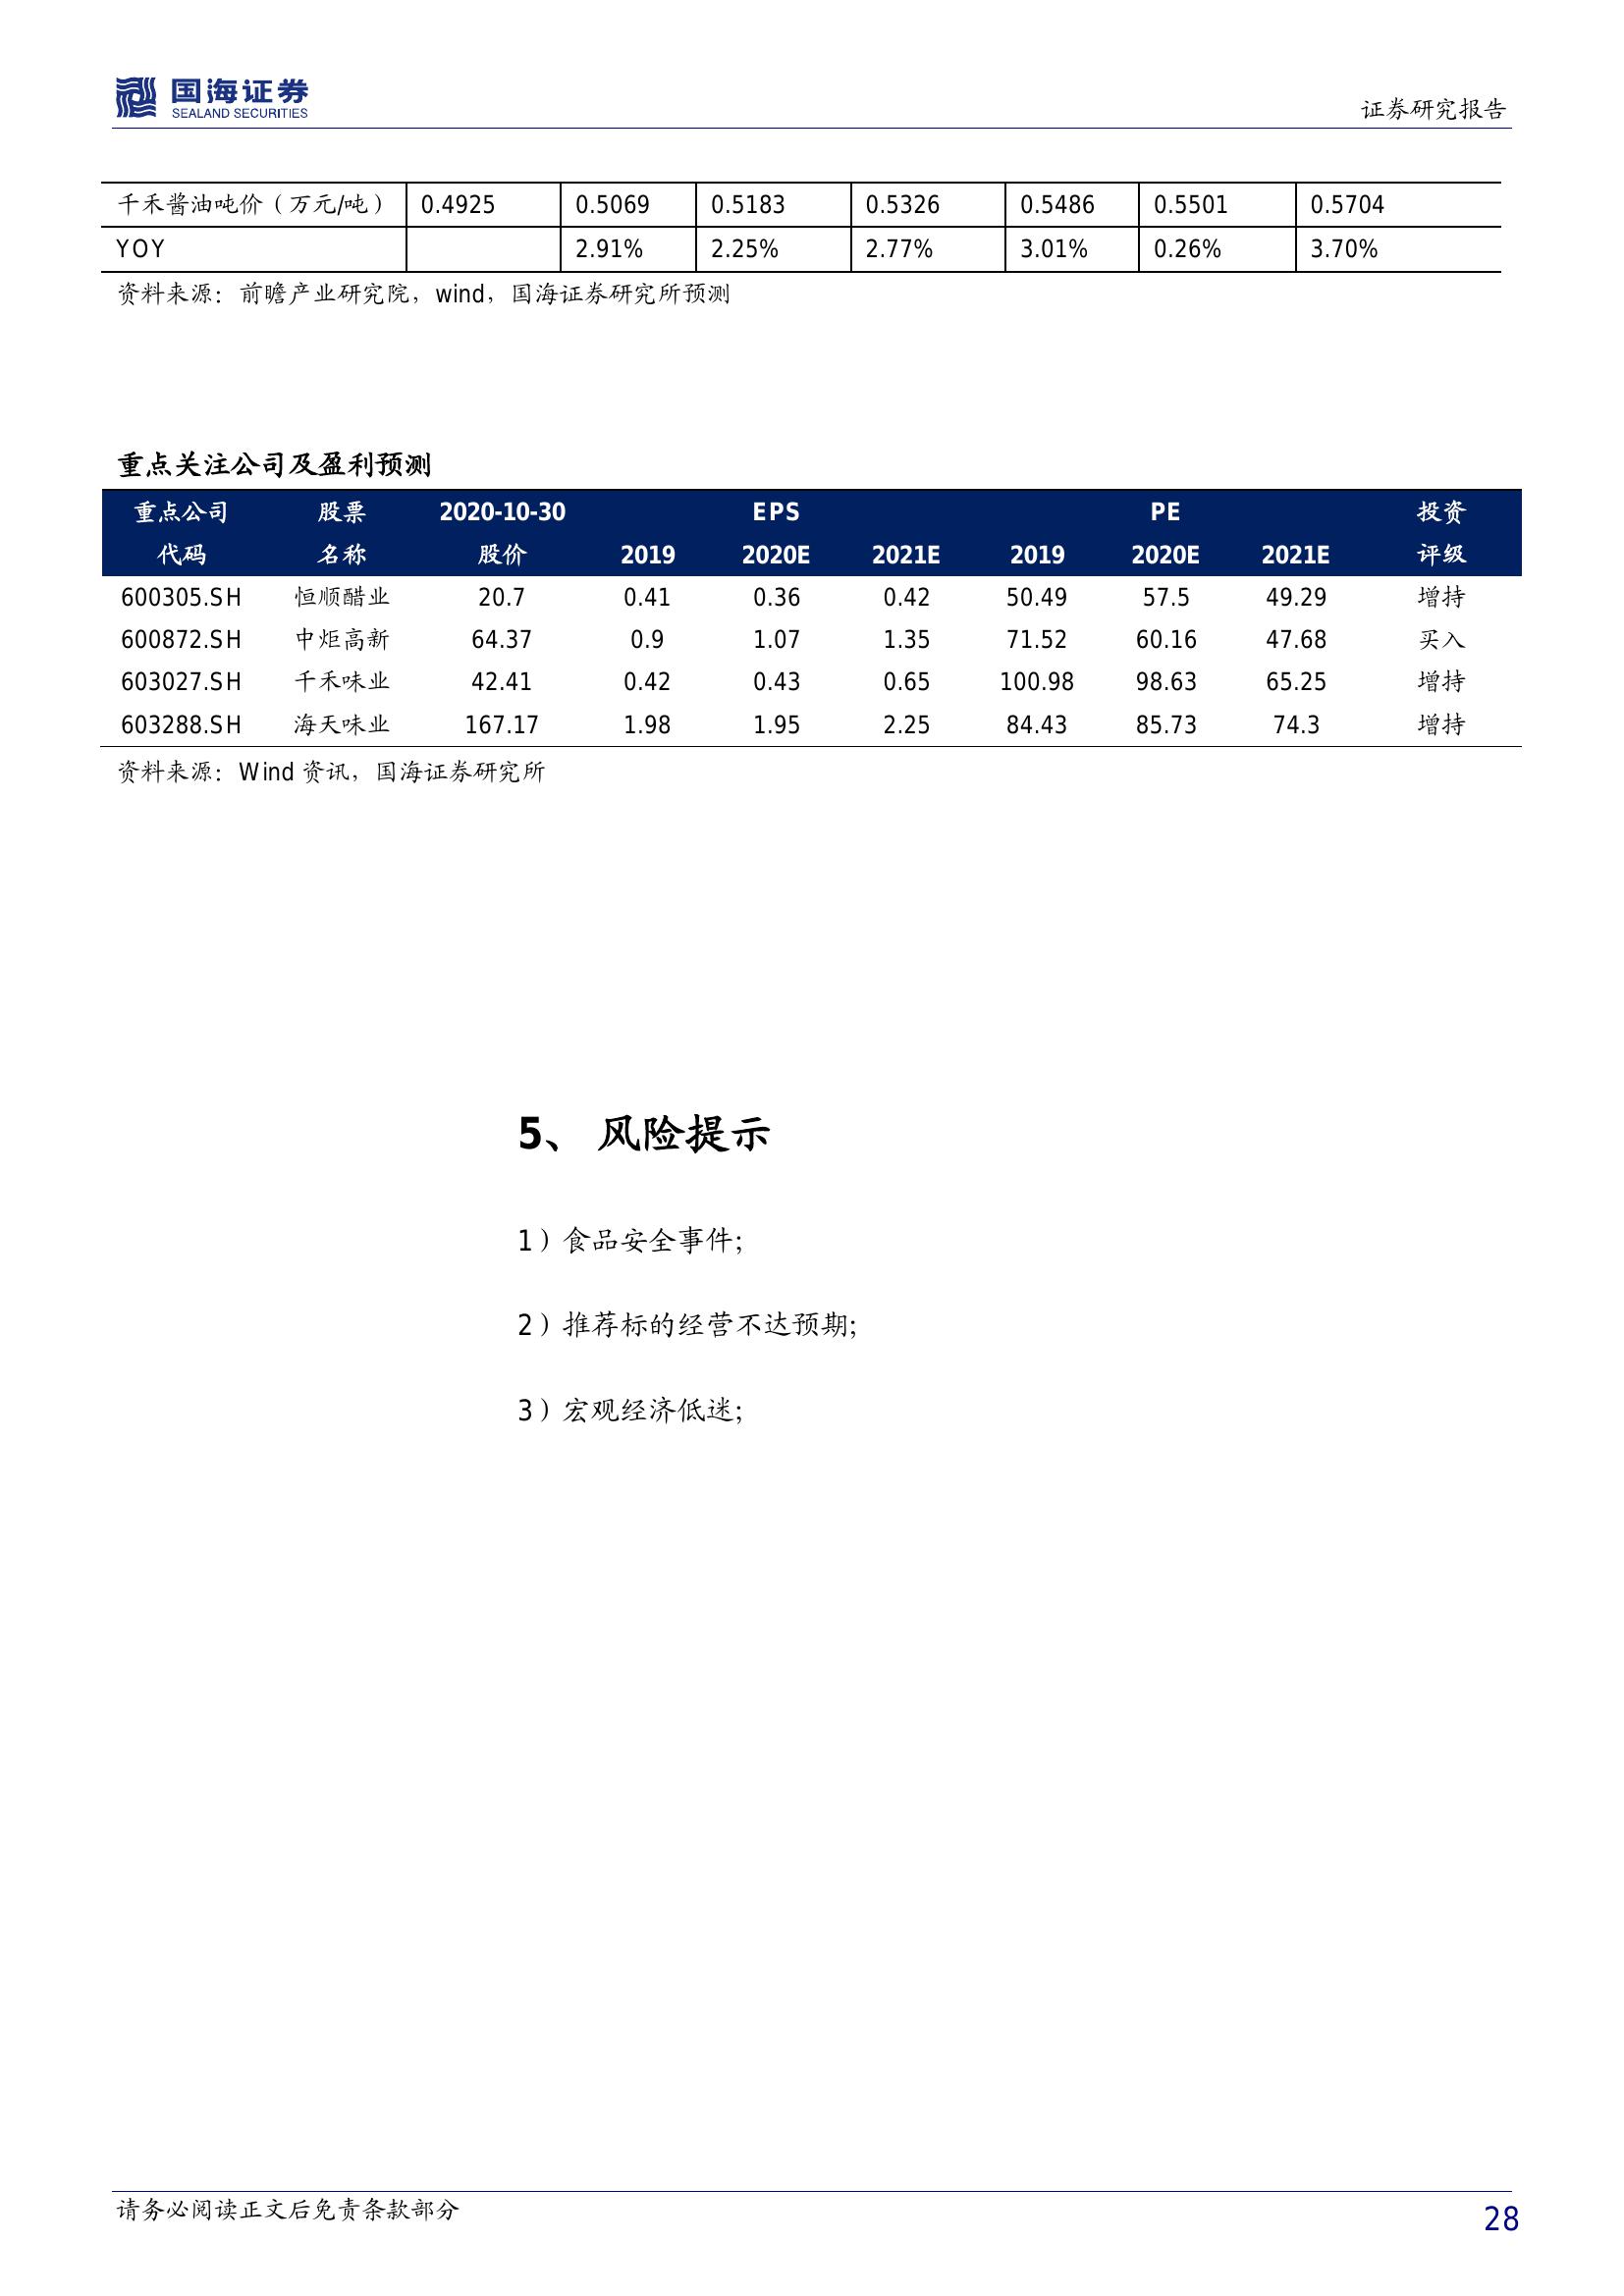 国海证券
SEALAND SECURITIES
证券研究报告
千禾酱油吨价（万元/吨） 0.4925 0.5069 0.5183 0.5326 0.5486 0.5501 0.5704
YOY 2.91% 2.25% 2.77% 3.01% 0.26% 3.70%
资料来源：前瞻产业研究院，wind，国海证券研究所预测
重点关注公司及盈利预测
重点公司 股票 2020-10-30 EPS PE 投资
代码 名称 股价 2019 2020E 2021E 2019 2020E 2021E 评级
600305.SH 恒顺醋业 20.7 0.41 0.36 0.42 50.49 57.5 49.29 增持
600872.SH 中炬高新 64.37 0.9 1.07 1.35 71.52 60.16 47.68 买入
603027.SH 千禾味业 42.41 0.42 0.43 0.65 100.98 98.63 65.25 增持
603288.SH 海天味业 167.17 1.98 1.95 2.25 84.43 85.73 74.3 增持
资料来源：Wind 资讯，国海证券研究所
5、 风险提示
1）食品安全事件；
2）推荐标的经营不达预期；
3）宏观经济低迷；
请务必阅读正文后免责条款部分
28